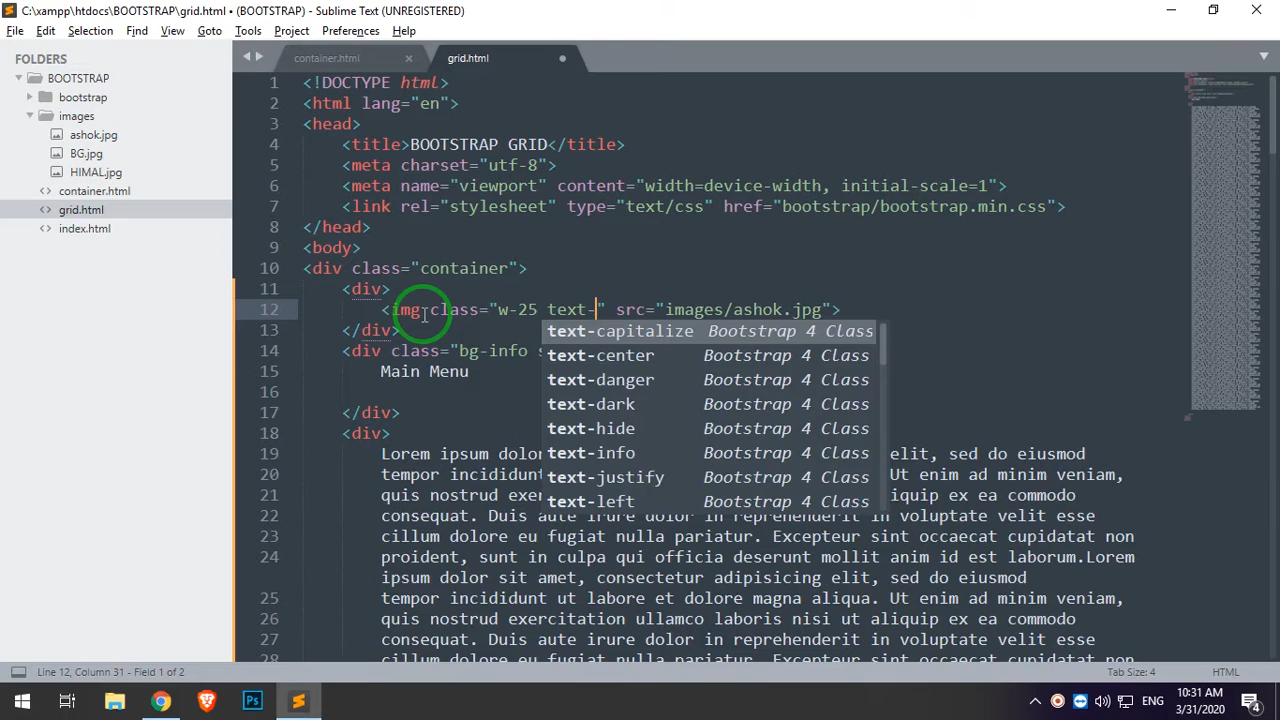 C:\xampp\htdocs\BOOTSTRAP\grid.html • (BOOTSTRAP) - Sublime Text (UNREGISTERED)
File Edit Selection Find View Goto Tools Project Preferences Help
FOLDERS
BOOTSTRAP
bootstrap
images
ashok.jpg
BG.jpg
HIMAL.jpg
container.html
grid.html
index.html
container.html grid.html
1 <!DOCTYPE html>
2 <html lang="en">
3 <head>
4 <title>BOOTSTRAP GRID</title>
5 <meta charset="utf-8">
6 <meta name="viewport" content="width=device-width, initial-scale=1">
7 <link rel="stylesheet" type="text/css" href="bootstrap/bootstrap.min.css">
8 </head>
9 <body>
10 <div class="container">
11 <div>
12 <img class="w-25 text-" src="images/ashok.jpg">
13 </div>
14 <div class="bg-info s
15 Main Menu
16
17 </div>
18 <div>
19 Lorem ipsum dolor elit, sed do eiusmod
20 tempor incididunt Ut enim ad minim veniam,
21 quis nostrud exer aliquip ex ea commodo
22 consequat. Duis aute irure dolor in reprehenderit in voluptate velit esse
23 cillum dolore eu fugiat nulla pariatur. Excepteur sint occaecat cupidatat non
24 proident, sunt in culpa qui officia deserunt mollit anim id est laborum.Lorem
ipsum dolor sit amet, consectetur adipisicing elit, sed do eiusmod
25 tempor incididunt ut labore et dolore magna aliqua. Ut enim ad minim veniam,
26 quis nostrud exercitation ullamco laboris nisi ut aliquip ex ea commodo
27 consequat. Duis aute irure dolor in reprehenderit in voluptate velit esse
28 cillum dolore eu fugiat nulla pariatur. Excepteur sint occaecat cupidatat non
text-capitalize Bootstrap 4 Class
text-center Bootstrap 4 Class
text-danger Bootstrap 4 Class
text-dark Bootstrap 4 Class
text-hide Bootstrap 4 Class
text-info Bootstrap 4 Class
text-justify Bootstrap 4 Class
text-left Bootstrap 4 Class
Line 12, Column 31 - Field 1 of 2 Tab Size: 4 HTML
ENG 10:31 AM
3/31/2020 4